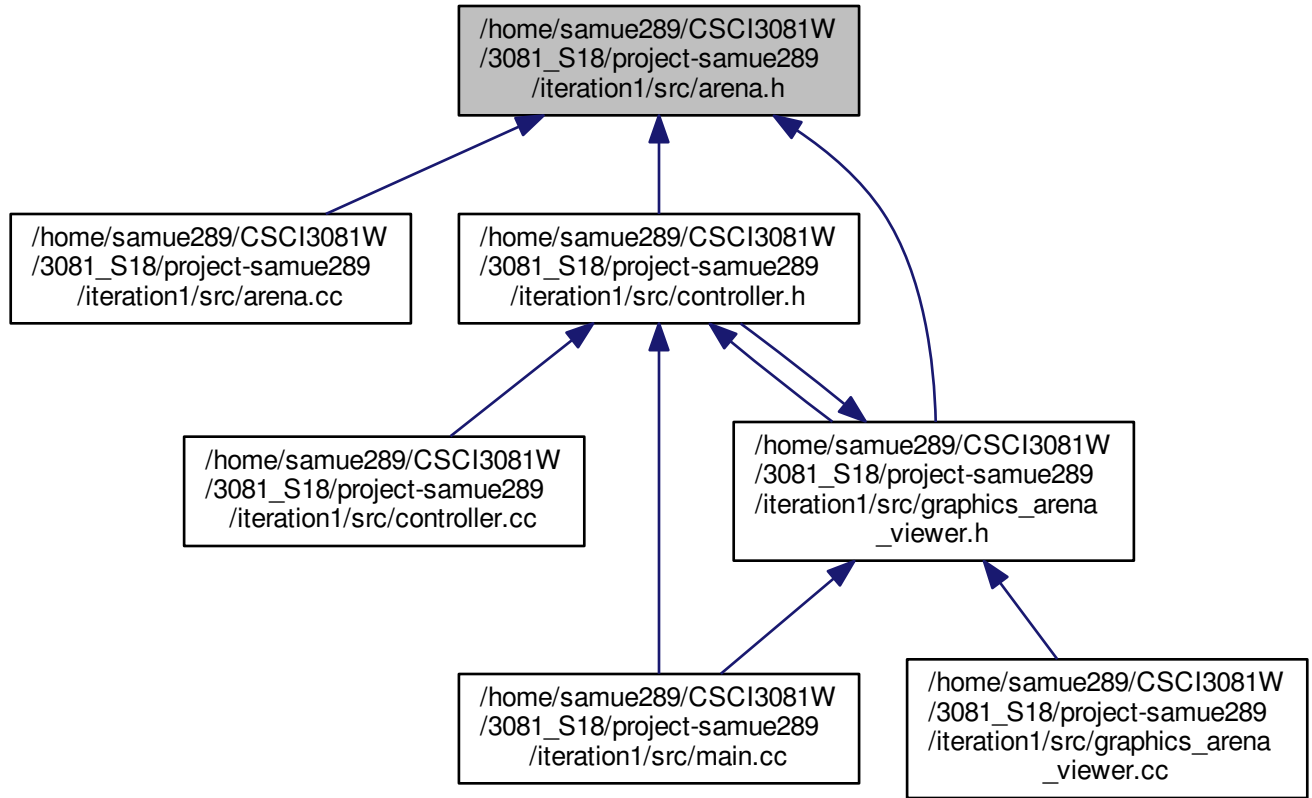 /home/samue289/CSCI3081W
/3081_S18/project-samue289
/iteration1/src/arena.h
/home/samue289/CSCI3081W
/3081_S18/project-samue289
/iteration1/src/arena.cc
/home/samue289/CSCI3081W
/3081_S18/project-samue289
/iteration1/src/controller.h
/home/samue289/CSCI3081W
/3081_S18/project-samue289
/iteration1/src/controller.cc
/home/samue289/CSCI3081W
/3081_S18/project-samue289
/iteration1/src/graphics_arena
_viewer.h
/home/samue289/CSCI3081W
/3081_S18/project-samue289
/iteration1/src/main.cc
/home/samue289/CSCI3081W
/3081_S18/project-samue289
/iteration1/src/graphics_arena
_viewer.cc